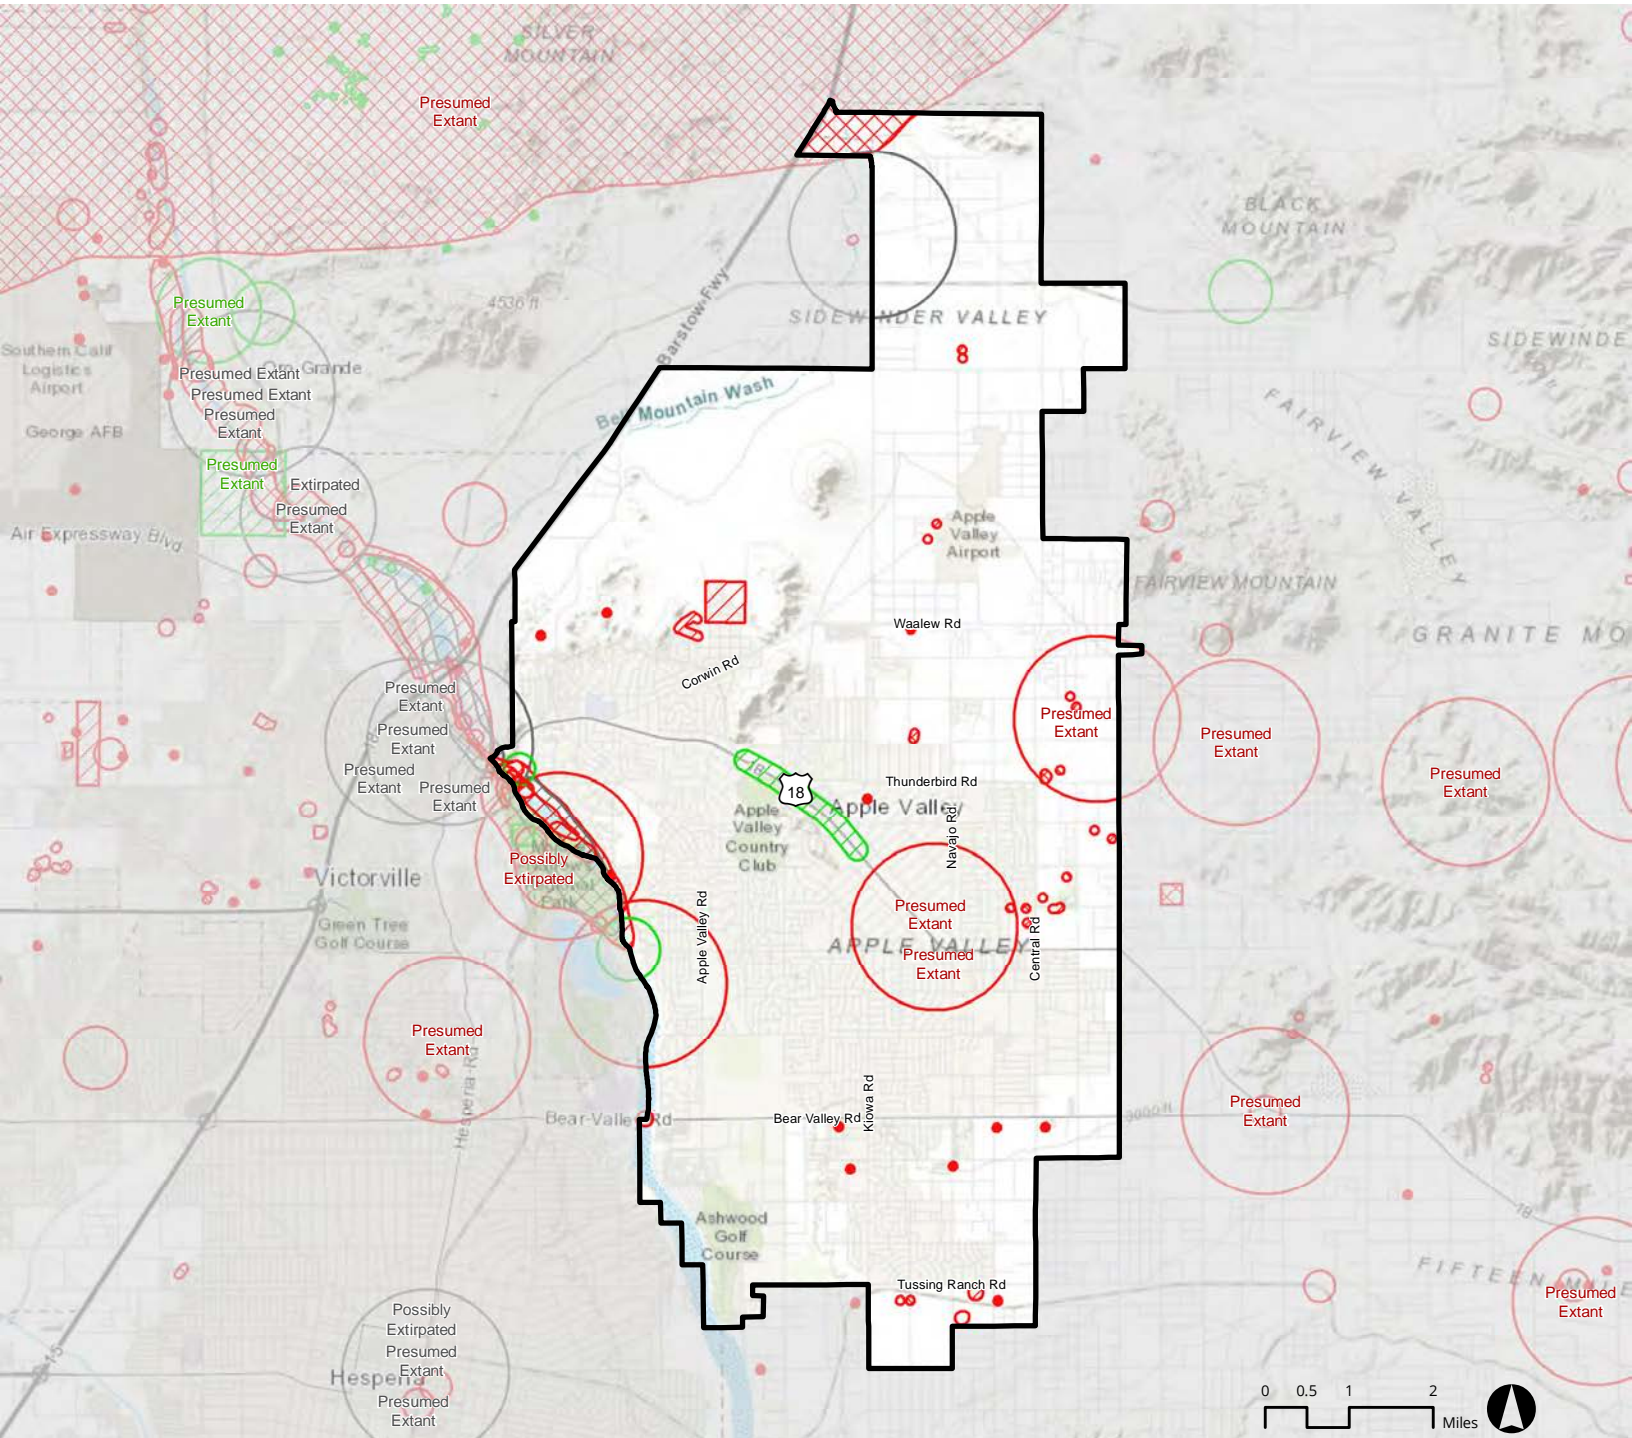 SILVER
MOUNTAIN
Presumed
Extant
BLACK
MOUNTAIN
Presumed
Extant
4536 ft
Barstow Fwy
SIDEWINDER VALLEY
SIDEWINDE
Southern Calif
Logistics
Airport
Oro Grande
Presumed Extant
Presumed Extant
Presumed
Extant
Bell Mountain Wash
George AFB
FAIRVIEW VALLEY
Presumed
Extant
Extirpated
Presumed
Extant
Air Expressway Blvd
Apple
Valley
Airport
FAIRVIEW MOUNTAIN
Waalew Rd
GRANITE MO
Corwin Rd
Presumed
Extant
Presumed
Extant
Presumed
Extant
Presumed
Extant
Presumed
Extant
Presumed
Extant
Presumed
Extant
18
18
18
Thunderbird Rd
Apple Valley
Navajo Rd
Apple
Valley
Country
Club
Possibly
Extirpated
Park
Victorville
Green Tree
Golf Course
Apple Valley Rd
Presumed
Extant
APPLE VALLEY
Presumed
Extant
Central Rd
Presumed
Extant
Hesperia Rd
Kiowa Rd
Presumed
Extant
Bear Valley Rd
Bear Valley Rd
3000 ft
Ashwood
Golf
Course
18
Tussing Ranch Rd
FIFTEEN MILE
Presumed
Extant
Possibly
Extirpated
Presumed
Extant
Hesperia
Presumed
Extant
15
0 0.5 1 2
Miles